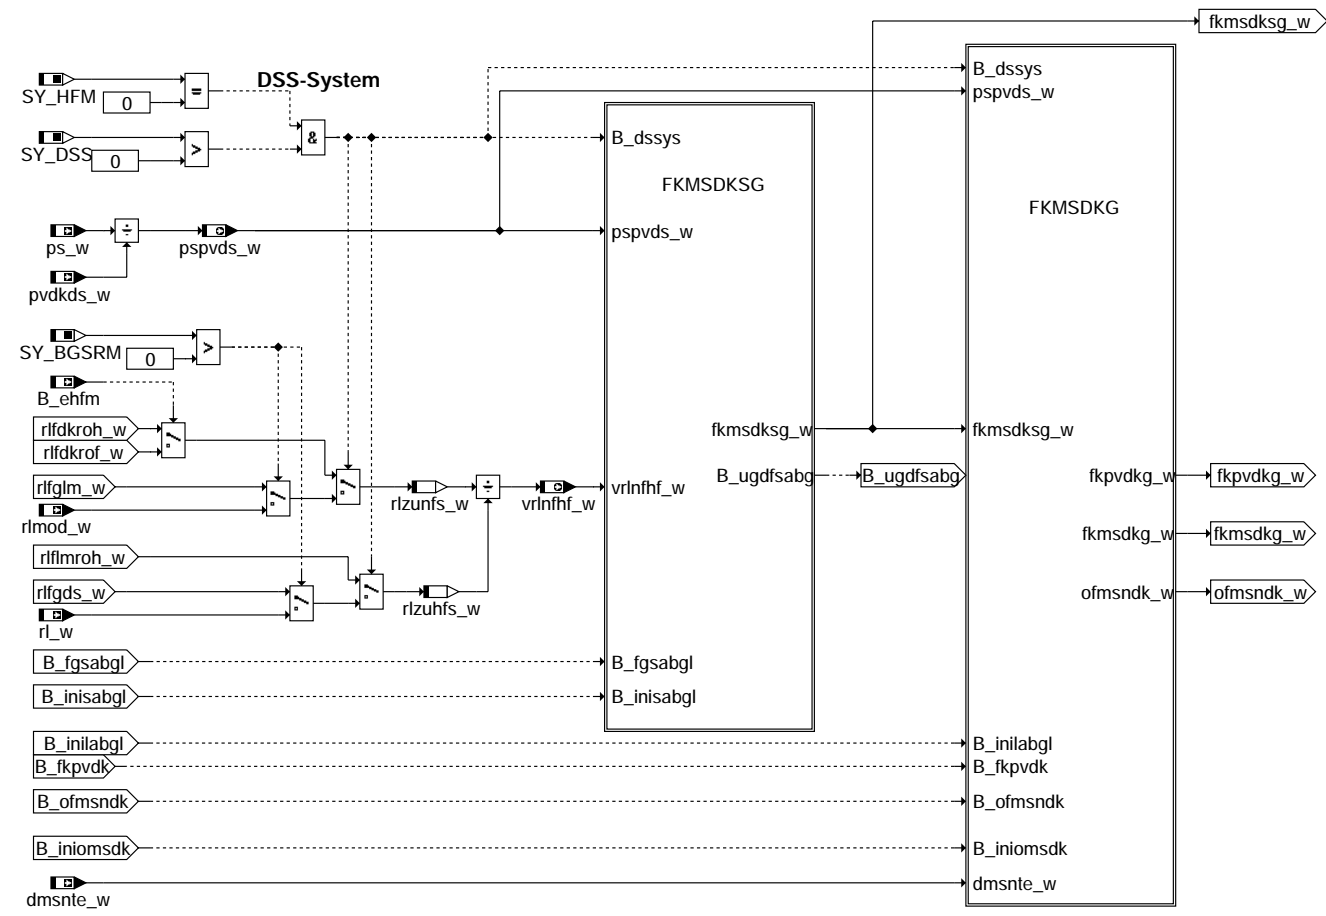 fkmsdksg_w
DSS-System
SY_HFM
0
=
&
SY_DSS
0
>
B_dssys
pspvds_w
B_dssys
FKMSDKSG
FKMSDKG
ps_w
÷
pspvds_w
pspvds_w
pvdkds_w
SY_BGSRM
0
>
B_ehfm
rlfdkroh_w
rlfdkrof_w
fkmsdksg_w
fkmsdksg_w
rlfglm_w
rlmod_w
rlzunfs_w
÷
vrlnfhf_w
vrlnfhf_w
B_ugdfsabg
B_ugdfsabg
fkpvdkg_w
fkpvdkg_w
fkmsdkg_w
fkmsdkg_w
rlflmroh_w
rlfgds_w
rl_w
rlzuhfs_w
ofmsndk_w
ofmsndk_w
B_fgsabgl
B_fgsabgl
B_inisabgl
B_inisabgl
B_inilabgl
B_inilabgl
B_fkpvdk
B_fkpvdk
B_ofmsndk
B_ofmsndk
B_iniomsdk
B_iniomsdk
dmsnte_w
dmsnte_w